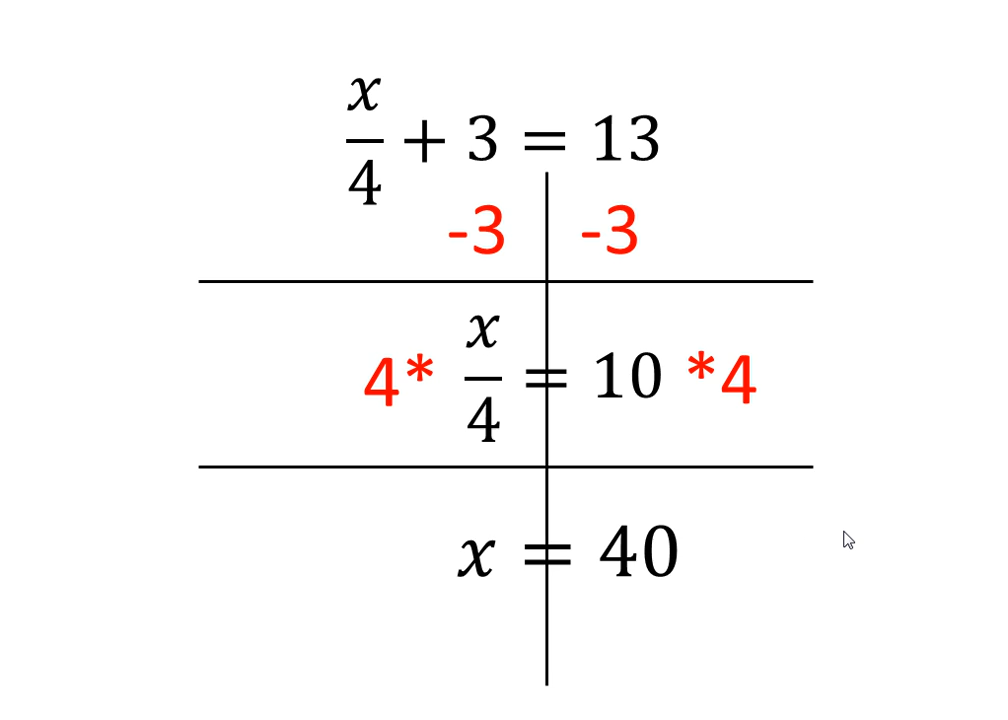 x/4 + 3 = 13
-3 -3
4* x/4 = 10 *4
x = 40